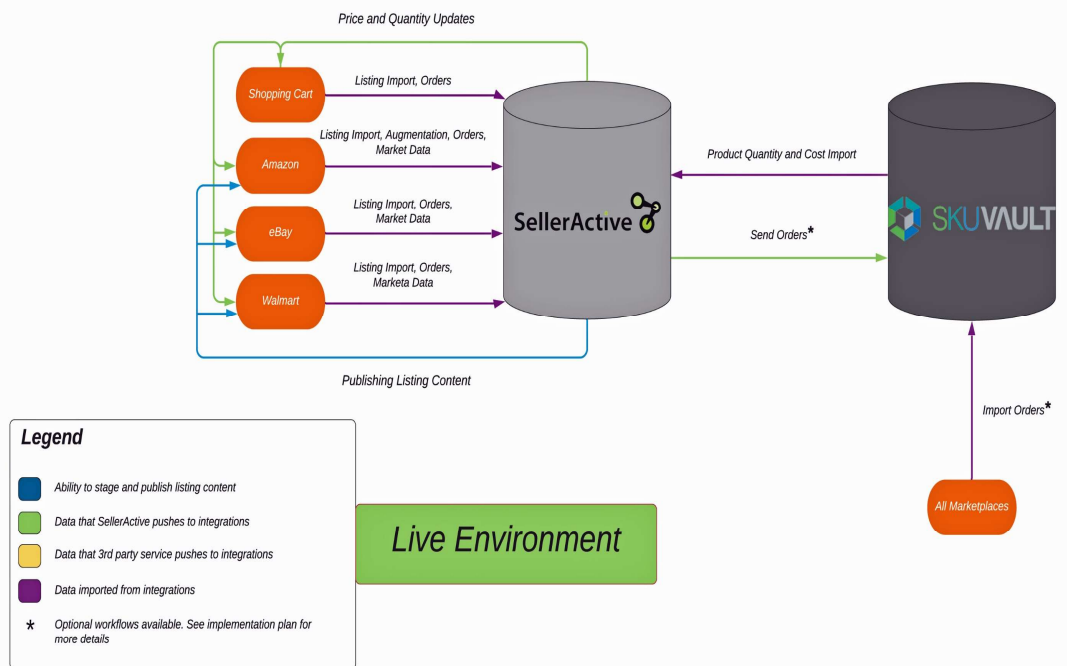 Price and Quantity Updates
Shopping Cart
Listing Import, Orders
Amazon
Listing Import, Augmentation, Orders,
Market Data
eBay
Listing Import, Orders,
Market Data
Walmart
Listing Import, Orders,
Marketa Data
SellerActive
Product Quantity and Cost Import
Send Orders*
SKUVAULT
Publishing Listing Content
Import Orders*
All Marketplaces
Legend
Ability to stage and publish listing content
Data that SellerActive pushes to integrations
Data that 3rd party service pushes to integrations
Data imported from integrations
* Optional workflows available. See implementation plan for
more details
Live Environment